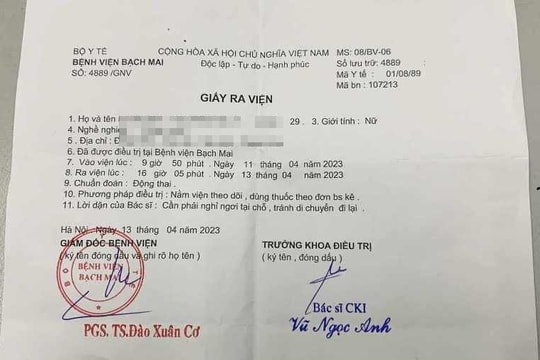 BỘ Y TẾ CỘNG HÒA XÃ HỘI CHỦ NGHĨA VIỆT NAM MS: 08/BV-06
BỆNH VIỆN BẠCH MAI Độc lập - Tự do - Hạnh phúc Số lưu trữ: 4889 :
SỐ: 4889 /GNV Mã Y tế : 01/08/89
Mã bn : 107213
GIẤY RA VIỆN
1. Họ và tên 29 . 3. Giới tính : Nữ
4. Nghề nghiệ
5 . Địa chỉ : Đ
6. Đã được điều trị tại Bệnh viện Bạch Mai
7. Vào viện lúc : 9 giờ 50 phút. Ngày 11 tháng 04 năm 2023
8. Ra viện lúc : 16 giờ 05 phút. Ngày 13 tháng 04 năm 2023
9. Chuẩn đoán : Động thai .
10. Phương pháp điều trị : Nằm viện theo dõi , dùng thuốc theo đơn bs kê .
11. Lời dặn của Bác sĩ : Cần phải nghỉ ngơi tại chỗ , tránh di chuyển đi lại .
Hà Nội, Ngày 13 tháng 04 năm 2023
GIÁM ĐỐC BỆNH VIỆN TRƯỞNG KHOA ĐIỀU TRỊ
( ký tên đóng dấu và ghi rõ họ tên ) ( ký tên , đóng dấu )
BỘ Y TẾ
BỆNH VIỆN
BẠCH MAI
Bác sĩ CKI
PGS. TS.Đào Xuân Cơ Vũ Ngọc Anh